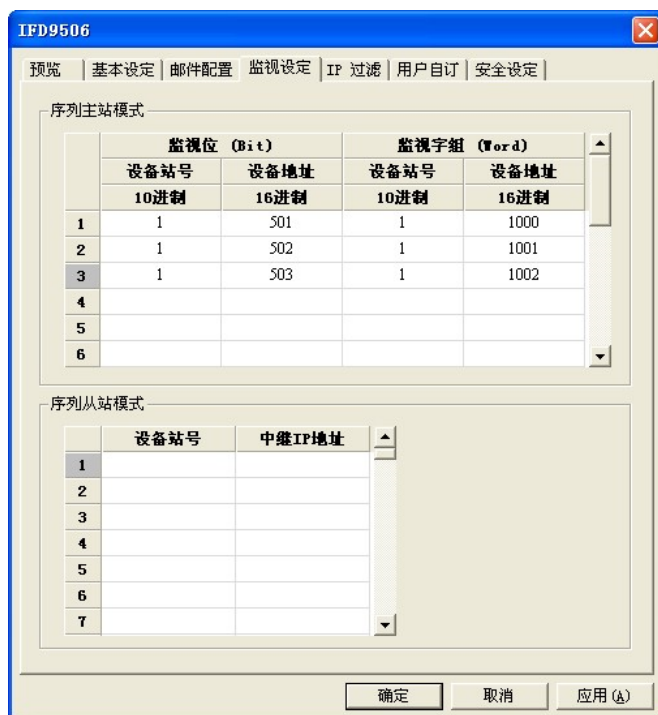 IFD9506
预览 基本设定 邮件配置 监视设定 IP 过滤 用户自订 安全设定
序列主站模式
监视位 (Bit) 监视字组 (Word)
设备站号 设备地址 设备站号 设备地址
10进制 16进制 10进制 16进制
1 1 501 1 1000
2 1 502 1 1001
3 1 503 1 1002
4
5
6
序列从站模式
设备站号 中继IP地址
1
2
3
4
5
6
7
确定 取消 应用(A)